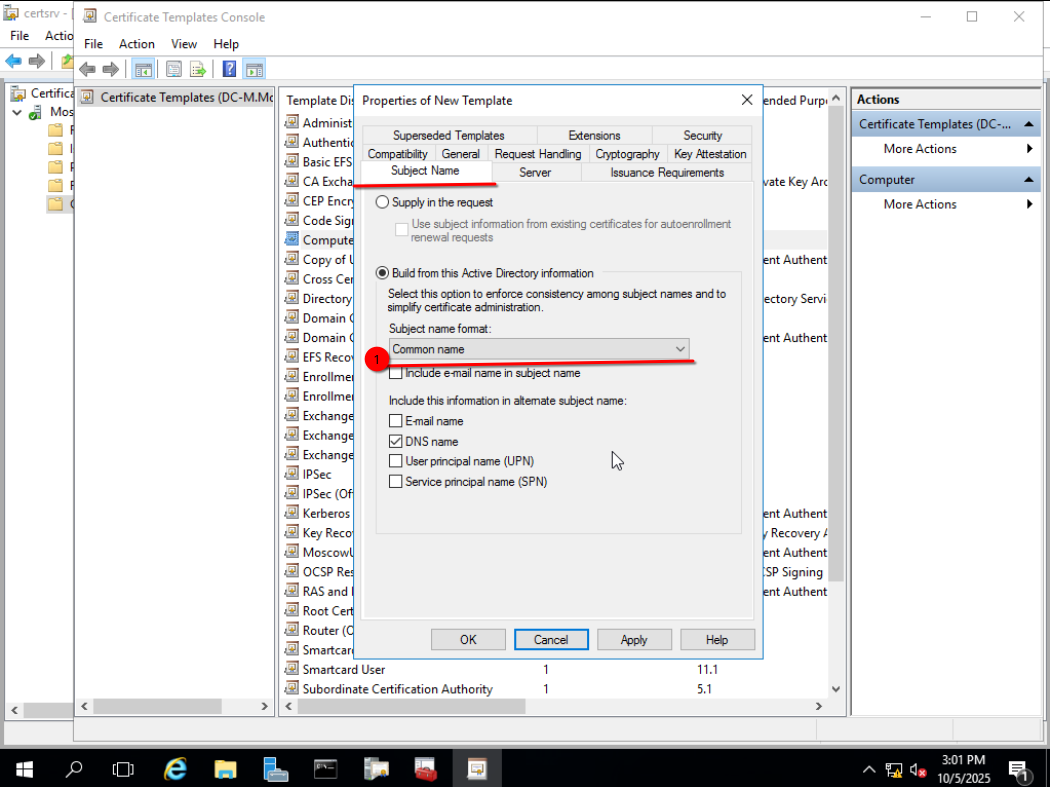 certsrv - [
Certificate Templates Console
File Actio
File Action View Help
Certifica
Mos
F
I
F
F
C
Certificate Templates (DC-M.Mo
Template Dis
ended Purpo
Administ
Authentic
Basic EFS
CA Excha
vate Key Arc
CEP Encry
Code Sign
Compute
Copy of U
ent Authent
Cross Cer
Directory
ectory Servi
Domain C
Domain C
ent Authent
EFS Recov
Enrollmer
Enrollmer
Exchange
Exchange
Exchange
IPSec
IPSec (Off
Kerberos
ent Authent
Key Recov
y Recovery A
MoscowU
ent Authent
OCSP Res
CSP Signing
RAS and I
ent Authent
Root Cert
Router (O
Smartcard
Smartcard User 1 11.1
Subordinate Certification Authority 1 5.1
Properties of New Template
Superseded Templates Extensions Security
Compatibility General Request Handling Cryptography Key Attestation
Subject Name Server Issuance Requirements
Supply in the request
Use subject information from existing certificates for autoenrollment
renewal requests
Build from this Active Directory information
Select this option to enforce consistency among subject names and to
simplify certificate administration.
Subject name format:
1
Common name
Include e-mail name in subject name
Include this information in alternate subject name:
E-mail name
DNS name
User principal name (UPN)
Service principal name (SPN)
OK Cancel Apply Help
Actions
Certificate Templates (DC-...
More Actions
Computer
More Actions
3:01 PM
10/5/2025
1